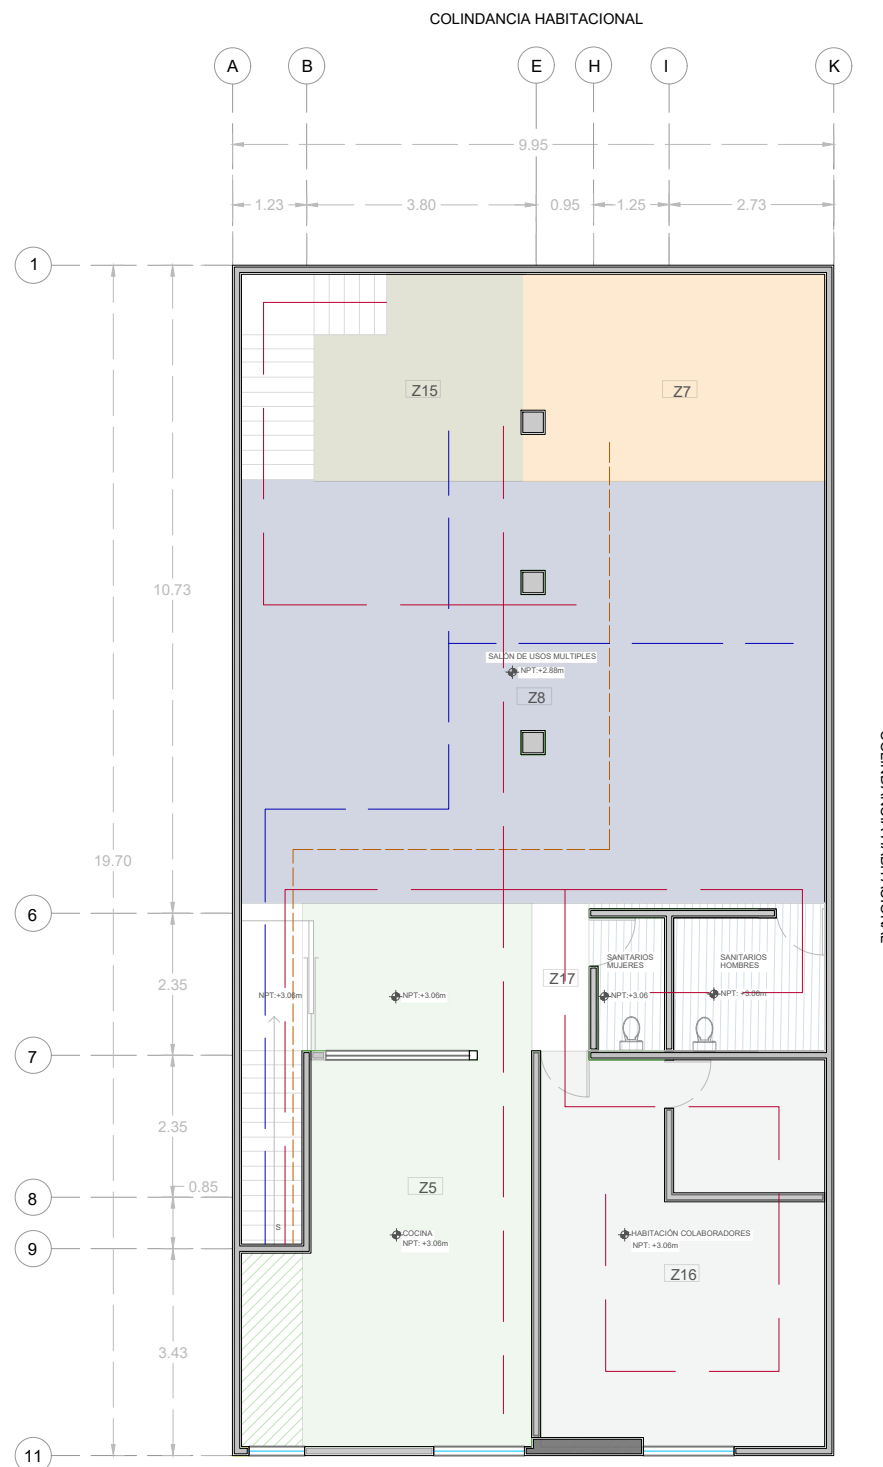 COLINDANCIA HABITACIONAL
A
B
E
H
I
K
9.95
1.23
3.80
0.95
1.25
2.73
1
Z15
Z7
10.73
SALÓN DE USOS MULTIPLES
NPT:+2.88m
Z8
19.70
6
SANITARIOS
MUJERES
SANITARIOS
HOMBRES
Z17
2.35
NPT:+3.06m
NPT:+3.06m
NPT:+3.06
NPT: +3.06m
7
2.35
0.85
Z5
8
S
COCINA
NPT: +3.06m
HABITACIÓN COLABORADORES
NPT: +3.06m
9
Z16
3.43
11